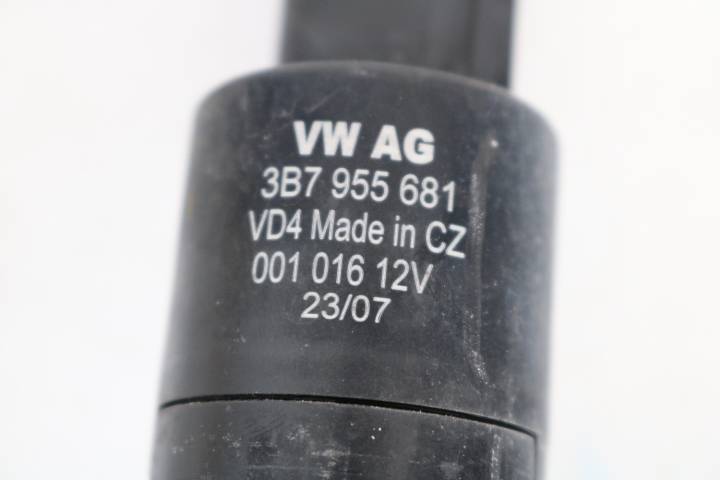 VW AG
3B7 955 681
VD4 Made in CZ
001 016 12V
23/07